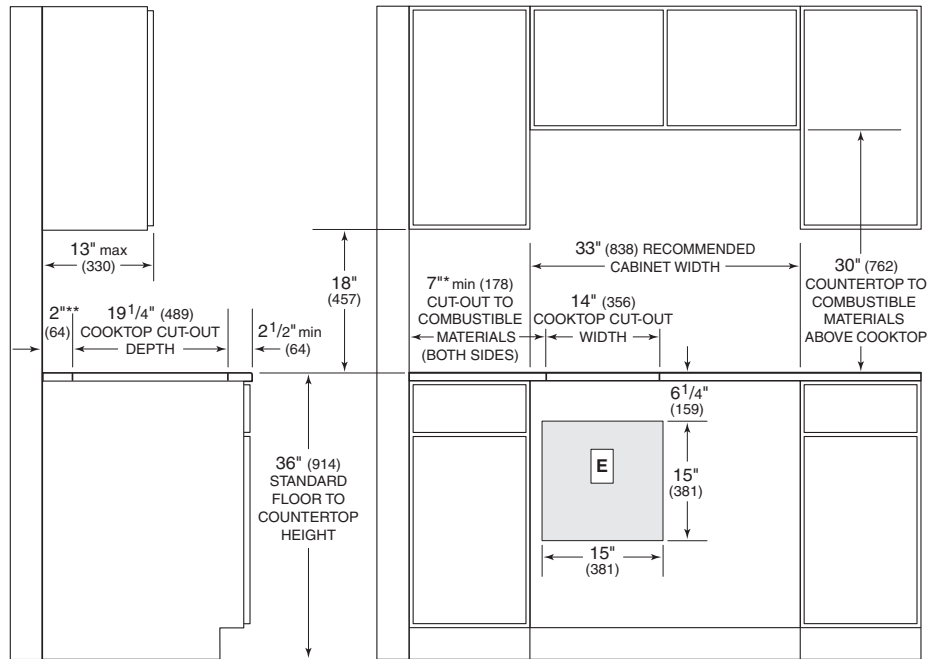 13" max
(330)
2"**
(64)
19 1/4" (489)
COOKTOP CUT-OUT
DEPTH
2 1/2" min
(64)
18"
(457)
36" (914)
STANDARD
FLOOR TO
COUNTERTOP
HEIGHT
7"* min (178)
CUT-OUT TO
COMBUSTIBLE
MATERIALS
(BOTH SIDES)
33" (838) RECOMMENDED
CABINET WIDTH
14" (356)
COOKTOP CUT-OUT
WIDTH
30" (762)
COUNTERTOP TO
COMBUSTIBLE
MATERIALS
ABOVE COOKTOP
6 1/4"
(159)
E
15"
(381)
15"
(381)